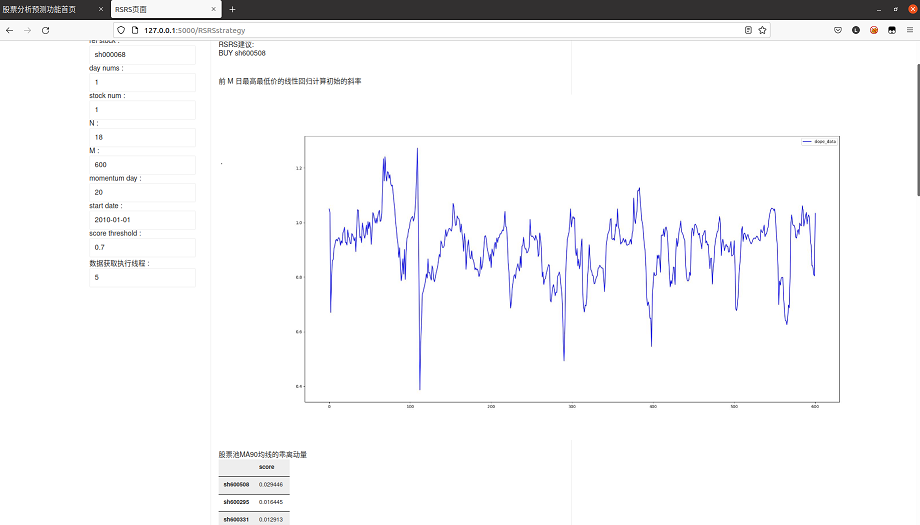 股票分析预测功能首页
RSRS页面
127.0.0.1:5000/RSRSstrategy
ref stock :
sh000068
day nums :
1
stock num :
1
N :
18
M :
600
momentum day :
20
start date :
2010-01-01
score threshold :
0.7
数据获取执行线程 :
5
RSRS建议:
BUY sh600508
前 M 日最高最低价的线性回归计算初始的斜率
slope_data
1.2
1.0
0.8
0.6
0.4
0 100 200 300 400 500 600
股票池MA90均线的乖离动量
score
sh600508 0.029446
sh600295 0.016445
sh600331 0.012913